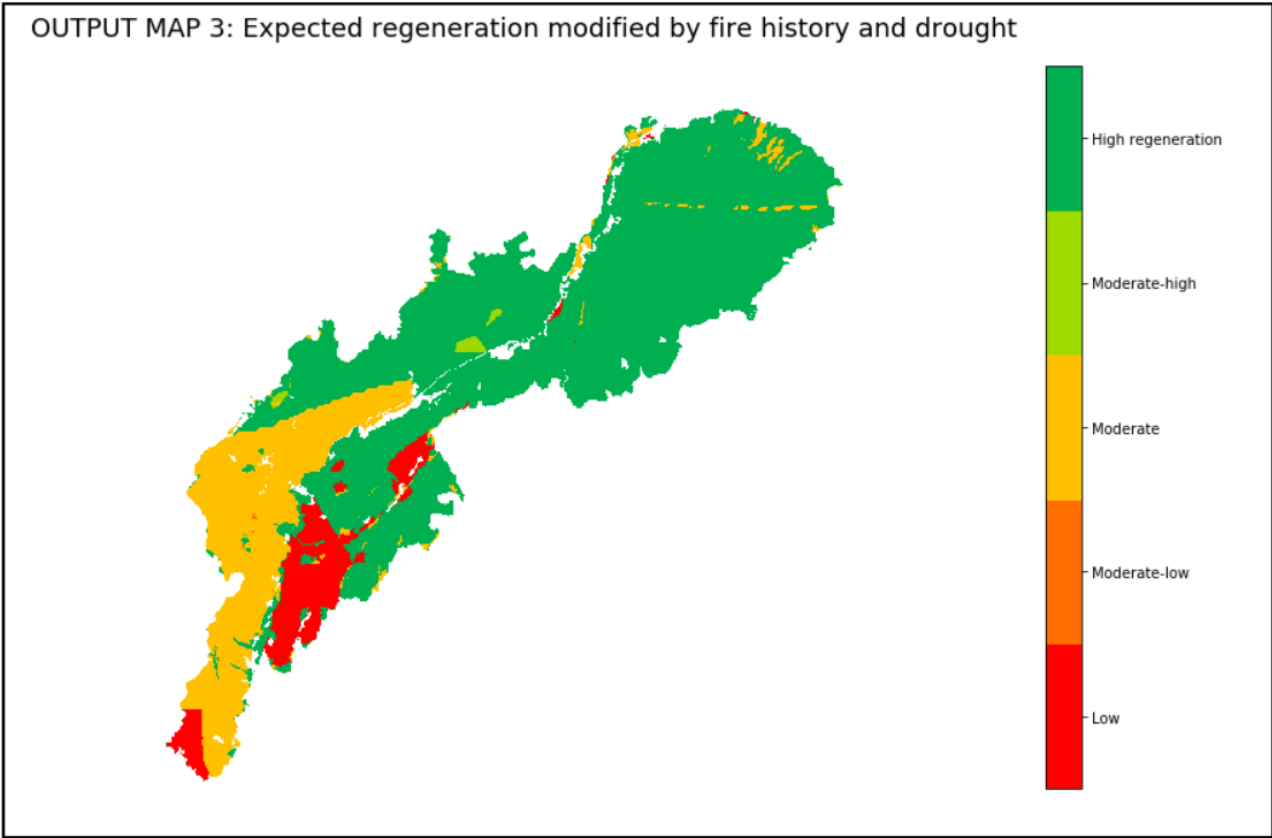 OUTPUT MAP 3: Expected regeneration modified by fire history and drought
High regeneration
Moderate-high
Moderate
Moderate-low
Low